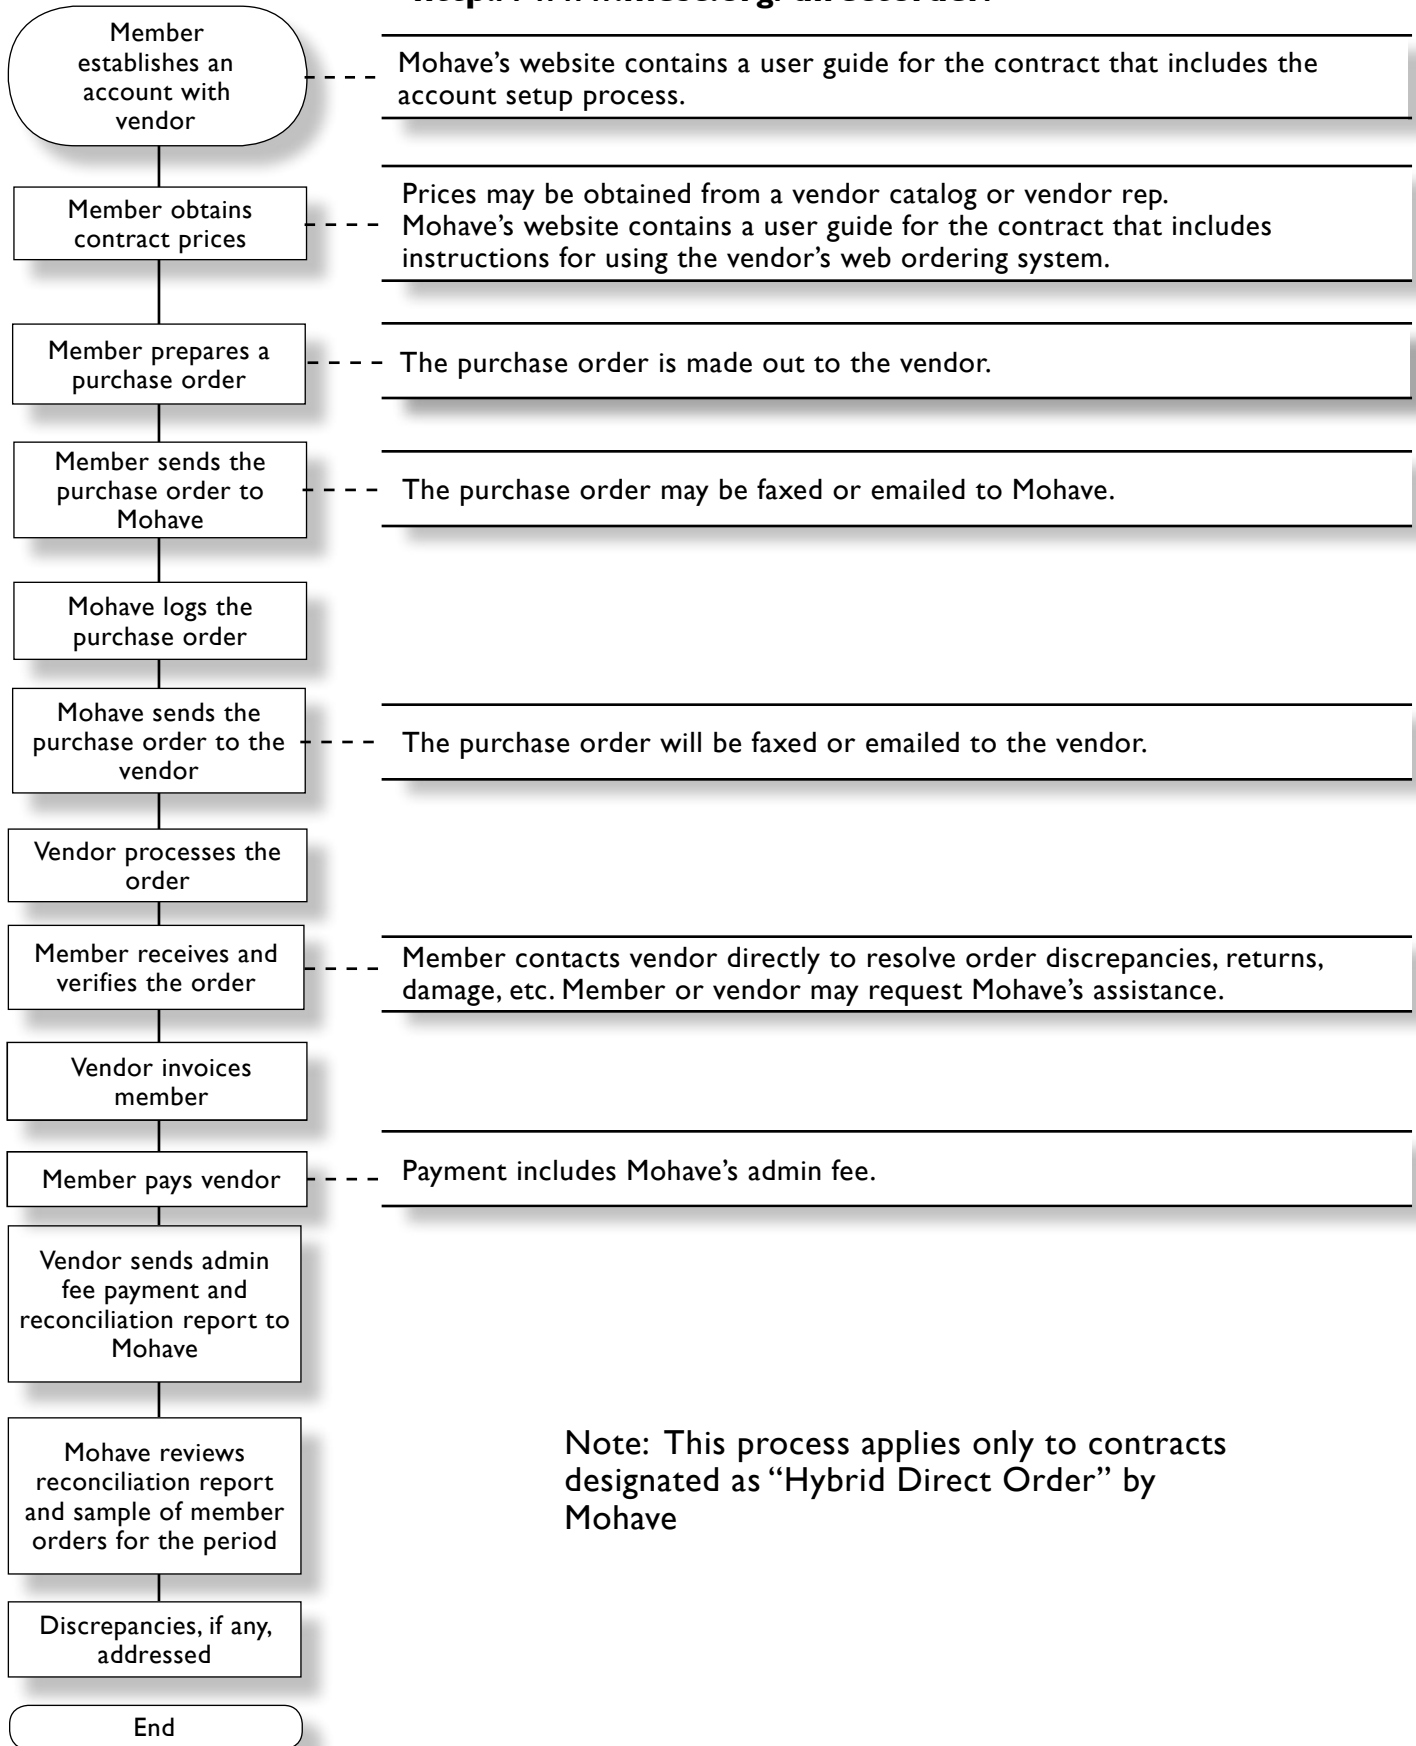 Member
establishes an
account with
vendor
Mohave's website contains a user guide for the contract that includes the
account setup process.
Member obtains
contract prices
Prices may be obtained from a vendor catalog or vendor rep.
Mohave's website contains a user guide for the contract that includes
instructions for using the vendor's web ordering system.
Member prepares a
purchase order
The purchase order is made out to the vendor.
Member sends the
purchase order to
Mohave
The purchase order may be faxed or emailed to Mohave.
Mohave logs the
purchase order
Mohave sends the
purchase order to the
vendor
The purchase order will be faxed or emailed to the vendor.
Vendor processes the
order
Member receives and
verifies the order
Member contacts vendor directly to resolve order discrepancies, returns,
damage, etc. Member or vendor may request Mohave's assistance.
Vendor invoices
member
Member pays vendor
Payment includes Mohave's admin fee.
Vendor sends admin
fee payment and
reconciliation report to
Mohave
Mohave reviews
reconciliation report
and sample of member
orders for the period
Note: This process applies only to contracts
designated as “Hybrid Direct Order” by
Mohave
Discrepancies, if any,
addressed
End